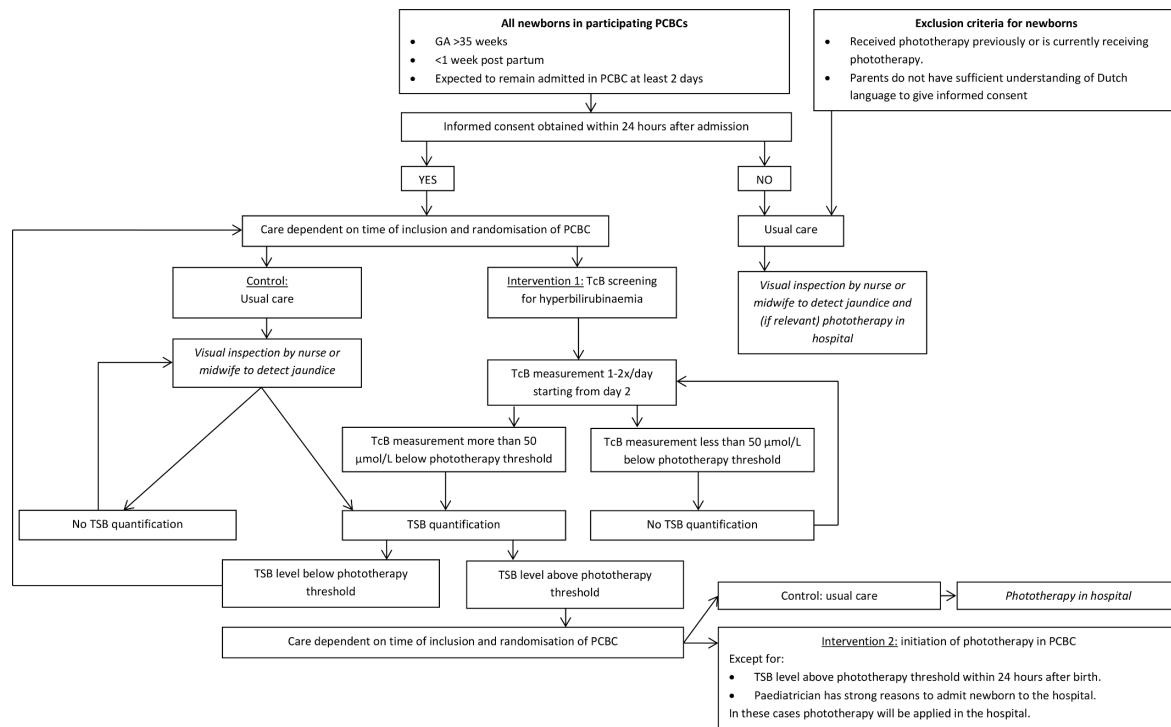 All newborns in participating PCBCs
• GA >35 weeks
• <1 week post partum
• Expected to remain admitted in PCBC at least 2 days
Exclusion criteria for newborns
• Received phototherapy previously or is currently receiving
phototherapy.
• Parents do not have sufficient understanding of Dutch
language to give informed consent
Informed consent obtained within 24 hours after admission
YES
NO
Care dependent on time of inclusion and randomisation of PCBC
Usual care
Control:
Usual care
Intervention 1: TcB screening
for hyperbilirubinaemia
Visual inspection by nurse or
midwife to detect jaundice and
(if relevant) phototherapy in
hospital
Visual inspection by nurse or
midwife to detect jaundice
TcB measurement 1-2x/day
starting from day 2
TcB measurement more than 50
µmol/L below phototherapy threshold
TcB measurement less than 50 µmol/L
below phototherapy threshold
No TSB quantification
TSB quantification
No TSB quantification
TSB level below phototherapy
threshold
TSB level above phototherapy
threshold
Control: usual care
Phototherapy in hospital
Care dependent on time of inclusion and randomisation of PCBC
Intervention 2: initiation of phototherapy in PCBC
Except for:
• TSB level above phototherapy threshold within 24 hours after birth.
• Paediatrician has strong reasons to admit newborn to the hospital.
In these cases phototherapy will be applied in the hospital.